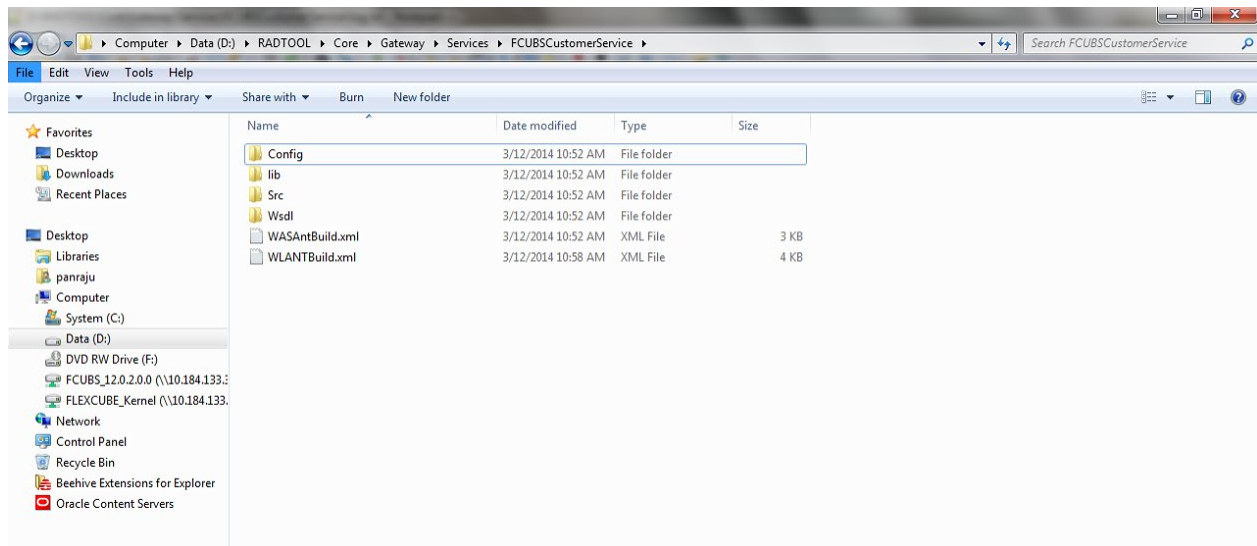 Computer ▸ Data (D:) ▸ RADTOOL ▸ Core ▸ Gateway ▸ Services ▸ FCUBSCustomerService ▸
Search FCUBSCustomerService
File Edit View Tools Help
Organize Include in library Share with Burn New folder
Name Date modified Type Size
Favorites
Desktop
Downloads
Recent Places
Desktop
Libraries
panraju
Computer
System (C:)
Data (D:)
DVD RW Drive (F:)
FCUBS_12.0.2.0.0 (\\10.184.133.3
FLEXCUBE_Kernel (\\10.184.133.
Network
Control Panel
Recycle Bin
Beehive Extensions for Explorer
Oracle Content Servers
Config 3/12/2014 10:52 AM File folder
lib 3/12/2014 10:52 AM File folder
Src 3/12/2014 10:52 AM File folder
Wsdl 3/12/2014 10:52 AM File folder
WASAntBuild.xml 3/12/2014 10:52 AM XML File 3 KB
WLANTBuild.xml 3/12/2014 10:58 AM XML File 4 KB